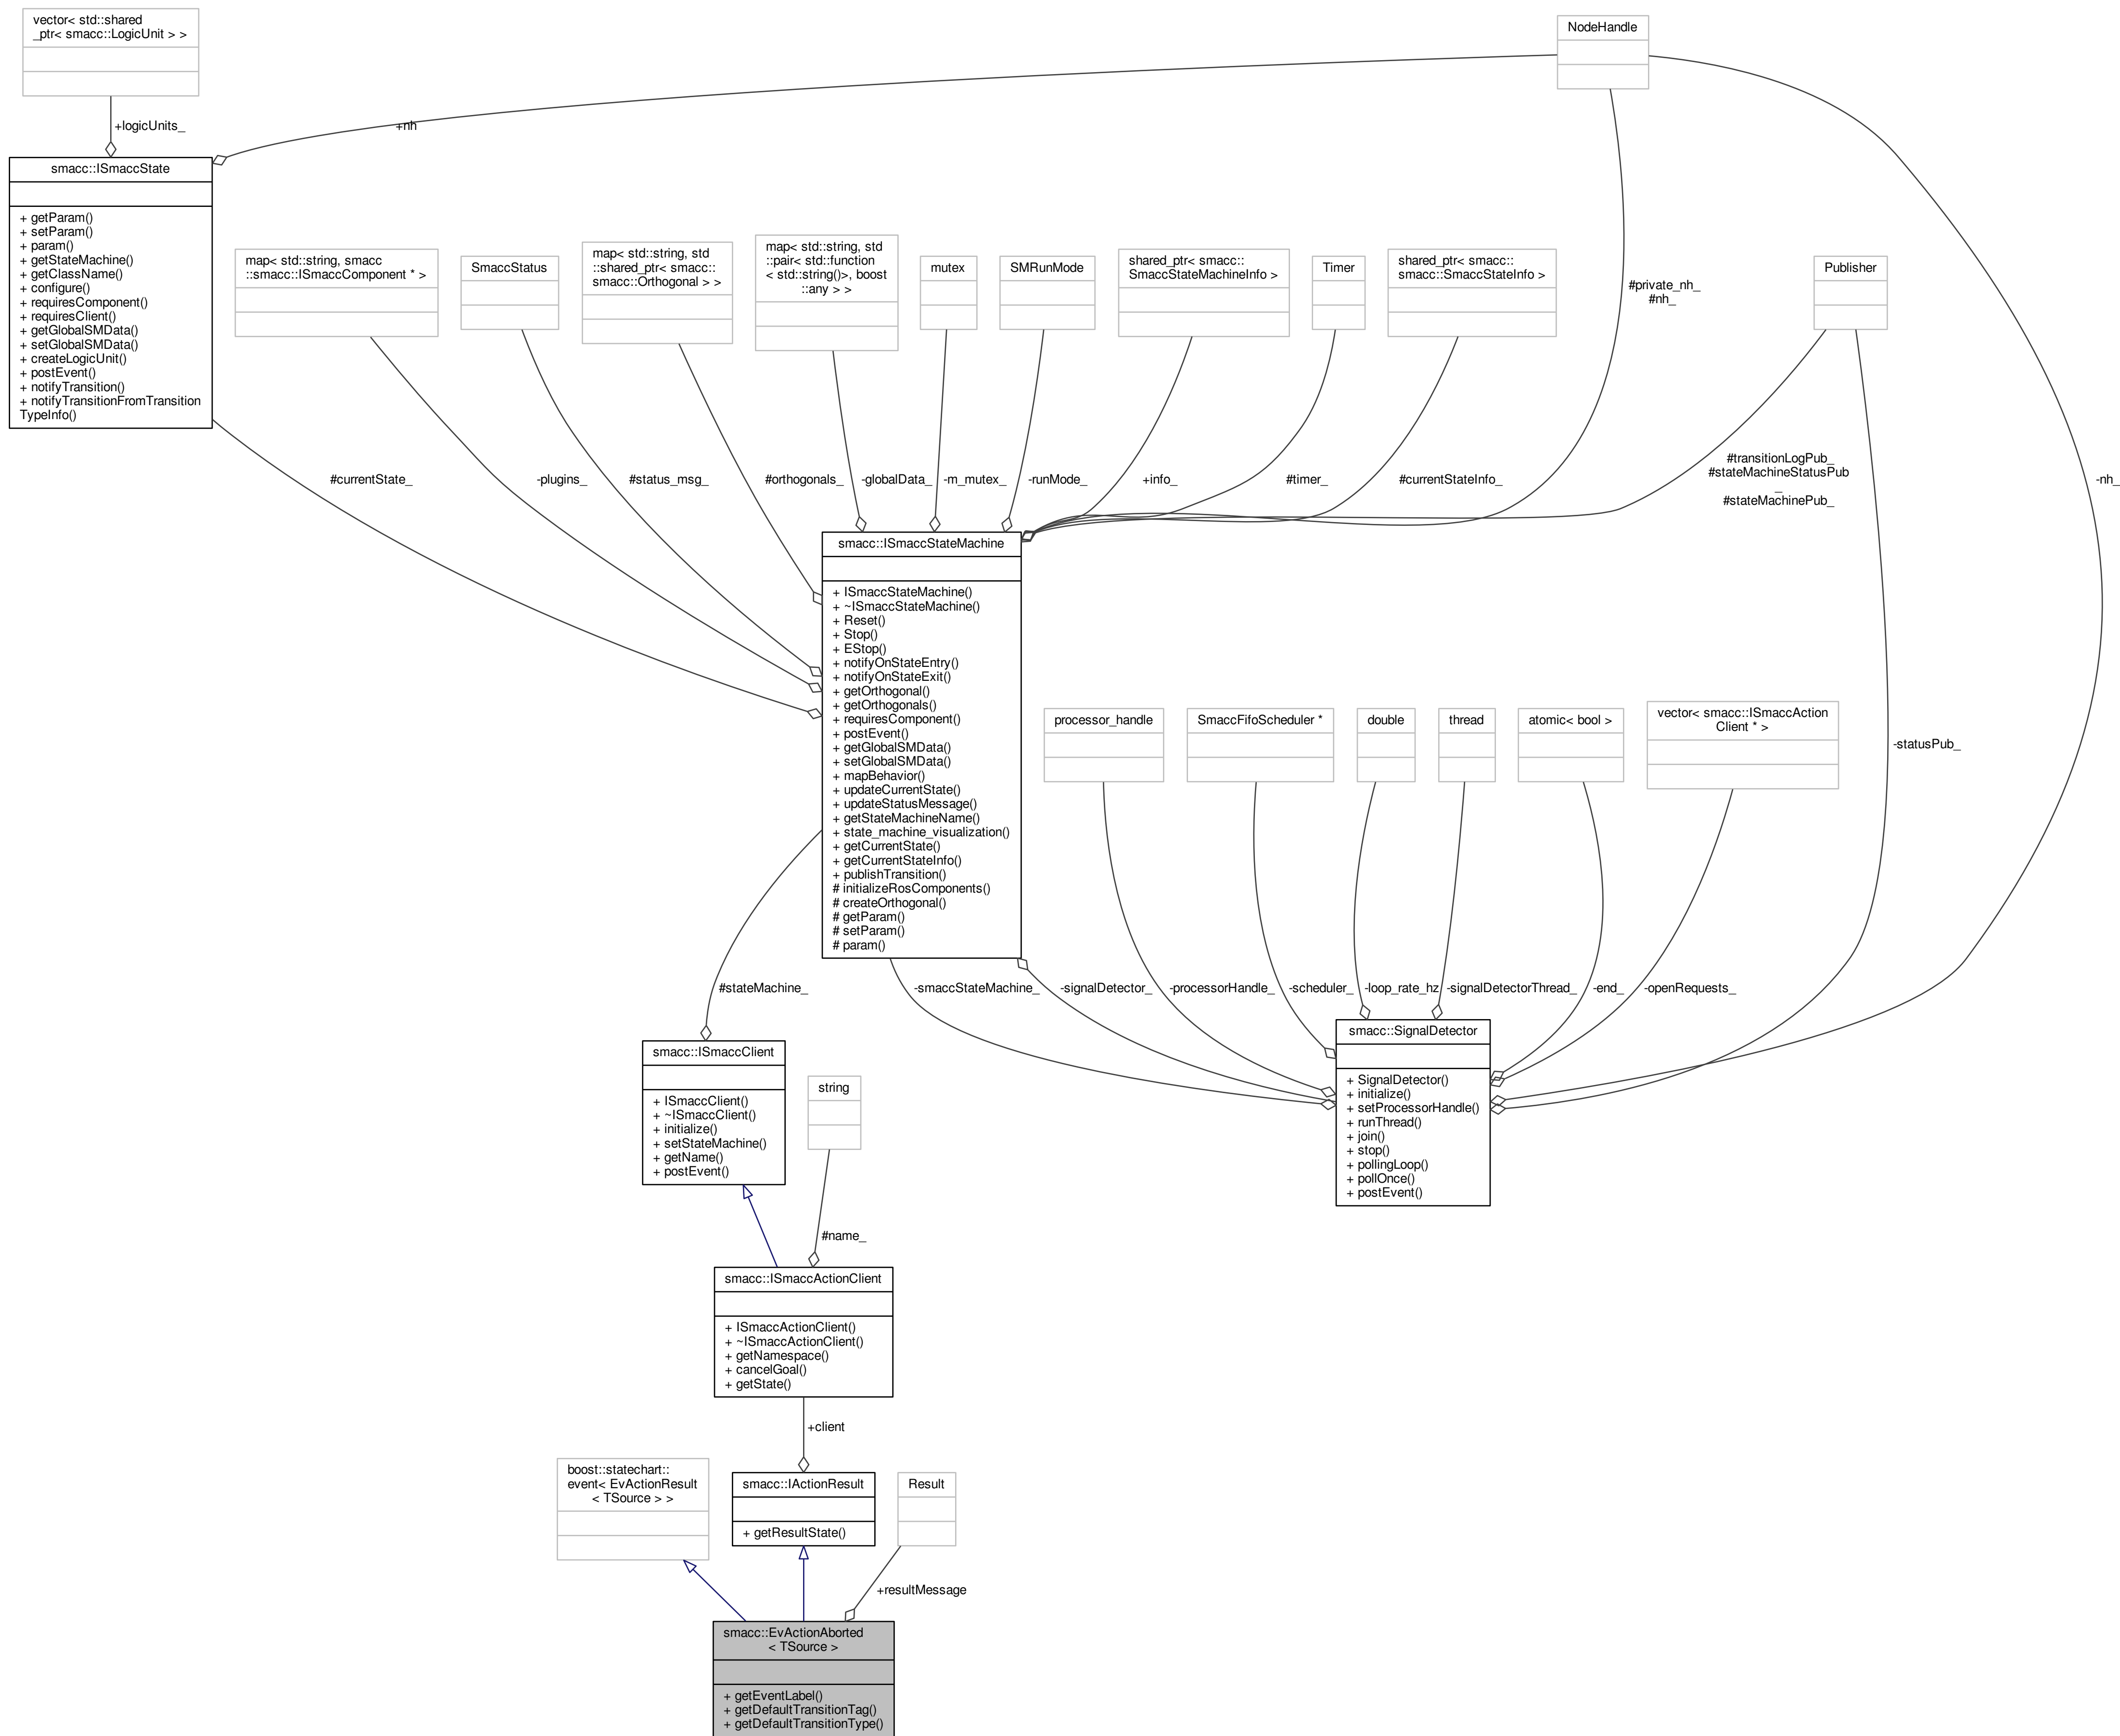 vector< std::shared
_ptr< smacc::LogicUnit > >
NodeHandle
+logicUnits_
+nh
smacc::ISmaccState
+ getParam()
+ setParam()
+ param()
+ getStateMachine()
+ getClassName()
+ configure()
+ requiresComponent()
+ requiresClient()
+ getGlobalSMData()
+ setGlobalSMData()
+ createLogicUnit()
+ postEvent()
+ notifyTransition()
+ notifyTransitionFromTransition
TypeInfo()
map< std::string, smacc
::smacc::ISmaccComponent * >
SmaccStatus
map< std::string, std
::shared_ptr< smacc::
smacc::Orthogonal > >
map< std::string, std
::pair< std::function
< std::string()>, boost
::any > >
mutex
SMRunMode
shared_ptr< smacc::
SmaccStateMachineInfo >
Timer
shared_ptr< smacc::
smacc::SmaccStateInfo >
#private_nh_
#nh_
Publisher
#currentState_
-plugins_
#status_msg_
#orthogonals_
-globalData_
-m_mutex_
-runMode_
+info_
#timer_
#currentStateInfo_
#transitionLogPub_
#stateMachineStatusPub
_
#stateMachinePub_
-nh_
smacc::ISmaccStateMachine
+ ISmaccStateMachine()
+ ~ISmaccStateMachine()
+ Reset()
+ Stop()
+ EStop()
+ notifyOnStateEntry()
+ notifyOnStateExit()
+ getOrthogonal()
+ getOrthogonals()
+ requiresComponent()
+ postEvent()
+ getGlobalSMData()
+ setGlobalSMData()
+ mapBehavior()
+ updateCurrentState()
+ updateStatusMessage()
+ getStateMachineName()
+ state_machine_visualization()
+ getCurrentState()
+ getCurrentStateInfo()
+ publishTransition()
# initializeRosComponents()
# createOrthogonal()
# getParam()
# setParam()
# param()
processor_handle
SmaccFifoScheduler *
double
thread
atomic< bool >
vector< smacc::ISmaccAction
Client * >
-statusPub_
#stateMachine_
-smaccStateMachine_
-signalDetector_
-processorHandle_
-scheduler_
-loop_rate_hz
-signalDetectorThread_
-end_
-openRequests_
smacc::SignalDetector
+ SignalDetector()
+ initialize()
+ setProcessorHandle()
+ runThread()
+ join()
+ stop()
+ pollingLoop()
+ pollOnce()
+ postEvent()
smacc::ISmaccClient
+ ISmaccClient()
+ ~ISmaccClient()
+ initialize()
+ setStateMachine()
+ getName()
+ postEvent()
string
#name_
smacc::ISmaccActionClient
+ ISmaccActionClient()
+ ~ISmaccActionClient()
+ getNamespace()
+ cancelGoal()
+ getState()
+client
boost::statechart::
event< EvActionResult
< TSource > >
smacc::IActionResult
+ getResultState()
Result
+resultMessage
smacc::EvActionAborted
< TSource >
+ getEventLabel()
+ getDefaultTransitionTag()
+ getDefaultTransitionType()